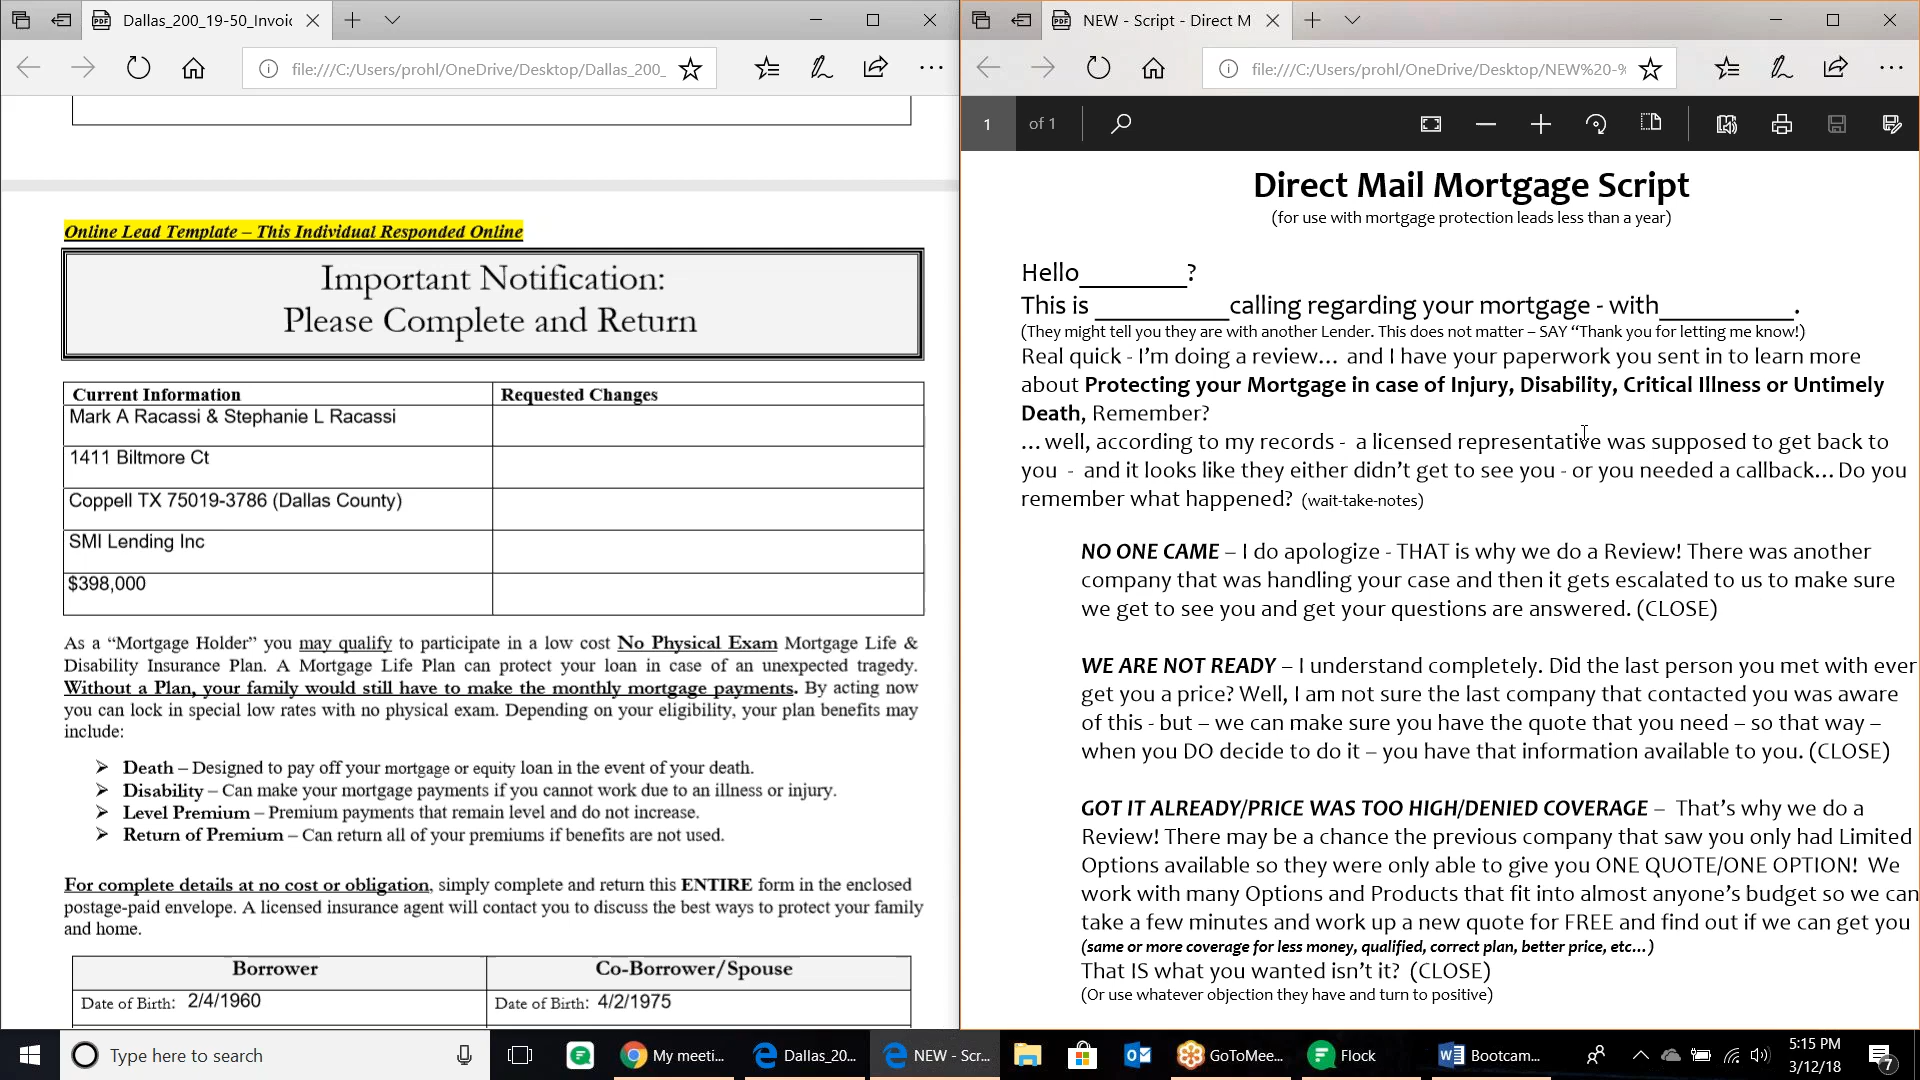 Dallas_200_19-50_Invoic
file:///C:/Users/prohl/OneDrive/Desktop/Dallas_200_
Online Lead Template – This Individual Responded Online
Important Notification:
Please Complete and Return
Current Information Requested Changes
Mark A Racassi & Stephanie L Racassi
1411 Biltmore Ct
Coppell TX 75019-3786 (Dallas County)
SMI Lending Inc
$398,000
As a “Mortgage Holder” you may qualify to participate in a low cost No Physical Exam Mortgage Life &
Disability Insurance Plan. A Mortgage Life Plan can protect your loan in case of an unexpected tragedy.
Without a Plan, your family would still have to make the monthly mortgage payments. By acting now
you can lock in special low rates with no physical exam. Depending on your eligibility, your plan benefits may
include:
➢ Death – Designed to pay off your mortgage or equity loan in the event of your death.
➢ Disability – Can make your mortgage payments if you cannot work due to an illness or injury.
➢ Level Premium – Premium payments that remain level and do not increase.
➢ Return of Premium – Can return all of your premiums if benefits are not used.
For complete details at no cost or obligation, simply complete and return this ENTIRE form in the enclosed
postage-paid envelope. A licensed insurance agent will contact you to discuss the best ways to protect your family
and home.
Borrower Co-Borrower/Spouse
Date of Birth: 2/4/1960 Date of Birth: 4/2/1975
NEW - Script - Direct M
file:///C:/Users/prohl/OneDrive/Desktop/NEW%20-%
1 of 1
Direct Mail Mortgage Script
(for use with mortgage protection leads less than a year)
Hello________?
This is __________calling regarding your mortgage - with__________.
(They might tell you they are with another Lender. This does not matter – SAY “Thank you for letting me know!)
Real quick - I’m doing a review… and I have your paperwork you sent in to learn more
about Protecting your Mortgage in case of Injury, Disability, Critical Illness or Untimely
Death, Remember?
…well, according to my records - a licensed representative was supposed to get back to
you - and it looks like they either didn’t get to see you - or you needed a callback… Do you
remember what happened? (wait-take-notes)
NO ONE CAME – I do apologize - THAT is why we do a Review! There was another
company that was handling your case and then it gets escalated to us to make sure
we get to see you and get your questions are answered. (CLOSE)
WE ARE NOT READY – I understand completely. Did the last person you met with ever
get you a price? Well, I am not sure the last company that contacted you was aware
of this - but – we can make sure you have the quote that you need – so that way –
when you DO decide to do it – you have that information available to you. (CLOSE)
GOT IT ALREADY/PRICE WAS TOO HIGH/DENIED COVERAGE – That’s why we do a
Review! There may be a chance the previous company that saw you only had Limited
Options available so they were only able to give you ONE QUOTE/ONE OPTION! We
work with many Options and Products that fit into almost anyone’s budget so we can
take a few minutes and work up a new quote for FREE and find out if we can get you
(same or more coverage for less money, qualified, correct plan, better price, etc…)
That IS what you wanted isn’t it? (CLOSE)
(Or use whatever objection they have and turn to positive)
Type here to search
My meeti...
Dallas_20...
NEW - Scr...
GoToMee...
Flock
Bootcam...
5:15 PM
3/12/18
7